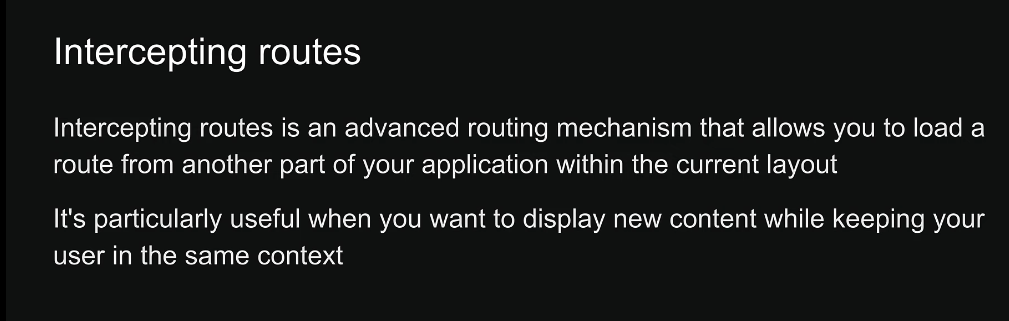 Intercepting routes
Intercepting routes is an advanced routing mechanism that allows you to load a
route from another part of your application within the current layout
It's particularly useful when you want to display new content while keeping your
user in the same context